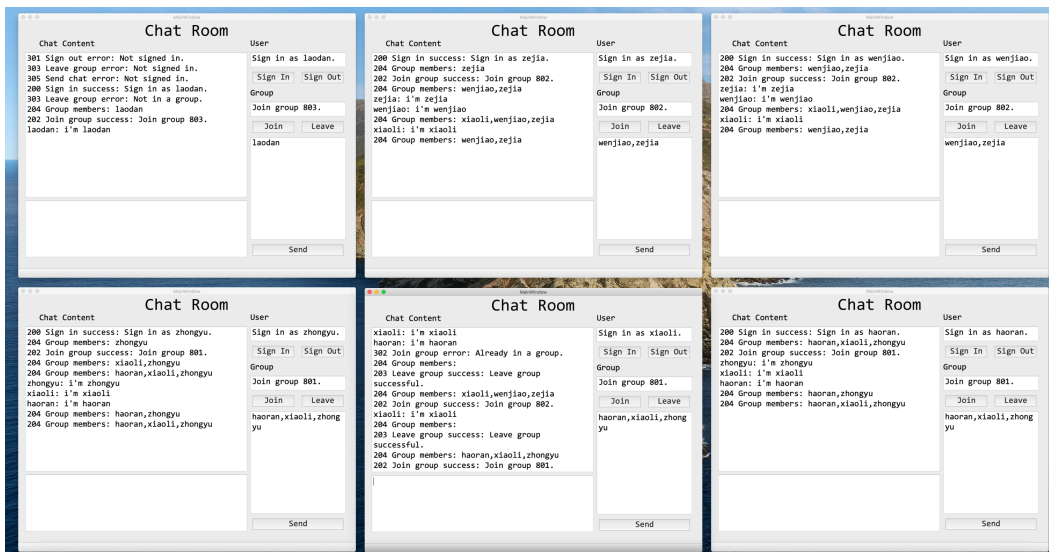 MainWindow
Chat Room
Chat Content
User
301 Sign out error: Not signed in.
303 Leave group error: Not signed in.
305 Send chat error: Not signed in.
200 Sign in success: Sign in as laodan.
303 Leave group error: Not in a group.
204 Group members: laodan
202 Join group success: Join group 803.
laodan: i'm laodan
Sign in as laodan.
Sign In Sign Out
Group
Join group 803.
Join Leave
laodan
Send
MainWindow
Chat Room
Chat Content
User
200 Sign in success: Sign in as zejia.
204 Group members: zejia
202 Join group success: Join group 802.
204 Group members: wenjiao,zejia
zejia: i'm zejia
wenjiao: i'm wenjiao
204 Group members: xiaoli,wenjiao,zejia
xiaoli: i'm xiaoli
204 Group members: wenjiao,zejia
Sign in as zejia.
Sign In Sign Out
Group
Join group 802.
Join Leave
wenjiao,zejia
Send
MainWindow
Chat Room
Chat Content
User
200 Sign in success: Sign in as wenjiao.
204 Group members: wenjiao,zejia
202 Join group success: Join group 802.
zejia: i'm zejia
wenjiao: i'm wenjiao
204 Group members: xiaoli,wenjiao,zejia
xiaoli: i'm xiaoli
204 Group members: wenjiao,zejia
Sign in as wenjiao.
Sign In Sign Out
Group
Join group 802.
Join Leave
wenjiao,zejia
Send
MainWindow
Chat Room
Chat Content
User
200 Sign in success: Sign in as zhongyu.
204 Group members: zhongyu
202 Join group success: Join group 801.
204 Group members: xiaoli,zhongyu
204 Group members: haoran,xiaoli,zhongyu
zhongyu: i'm zhongyu
xiaoli: i'm xiaoli
haoran: i'm haoran
204 Group members: haoran,zhongyu
204 Group members: haoran,xiaoli,zhongyu
Sign in as zhongyu.
Sign In Sign Out
Group
Join group 801.
Join Leave
haoran,xiaoli,zhong
yu
Send
MainWindow
Chat Room
Chat Content
User
xiaoli: i'm xiaoli
haoran: i'm haoran
302 Join group error: Already in a group.
204 Group members:
203 Leave group success: Leave group
successful.
204 Group members: xiaoli,wenjiao,zejia
202 Join group success: Join group 802.
xiaoli: i'm xiaoli
204 Group members:
203 Leave group success: Leave group
successful.
204 Group members: haoran,xiaoli,zhongyu
202 Join group success: Join group 801.
Sign in as xiaoli.
Sign In Sign Out
Group
Join group 801.
Join Leave
haoran,xiaoli,zhong
yu
Send
MainWindow
Chat Room
Chat Content
User
200 Sign in success: Sign in as haoran.
204 Group members: haoran,xiaoli,zhongyu
202 Join group success: Join group 801.
zhongyu: i'm zhongyu
xiaoli: i'm xiaoli
haoran: i'm haoran
204 Group members: haoran,zhongyu
204 Group members: haoran,xiaoli,zhongyu
Sign in as haoran.
Sign In Sign Out
Group
Join group 801.
Join Leave
haoran,xiaoli,zhong
yu
Send